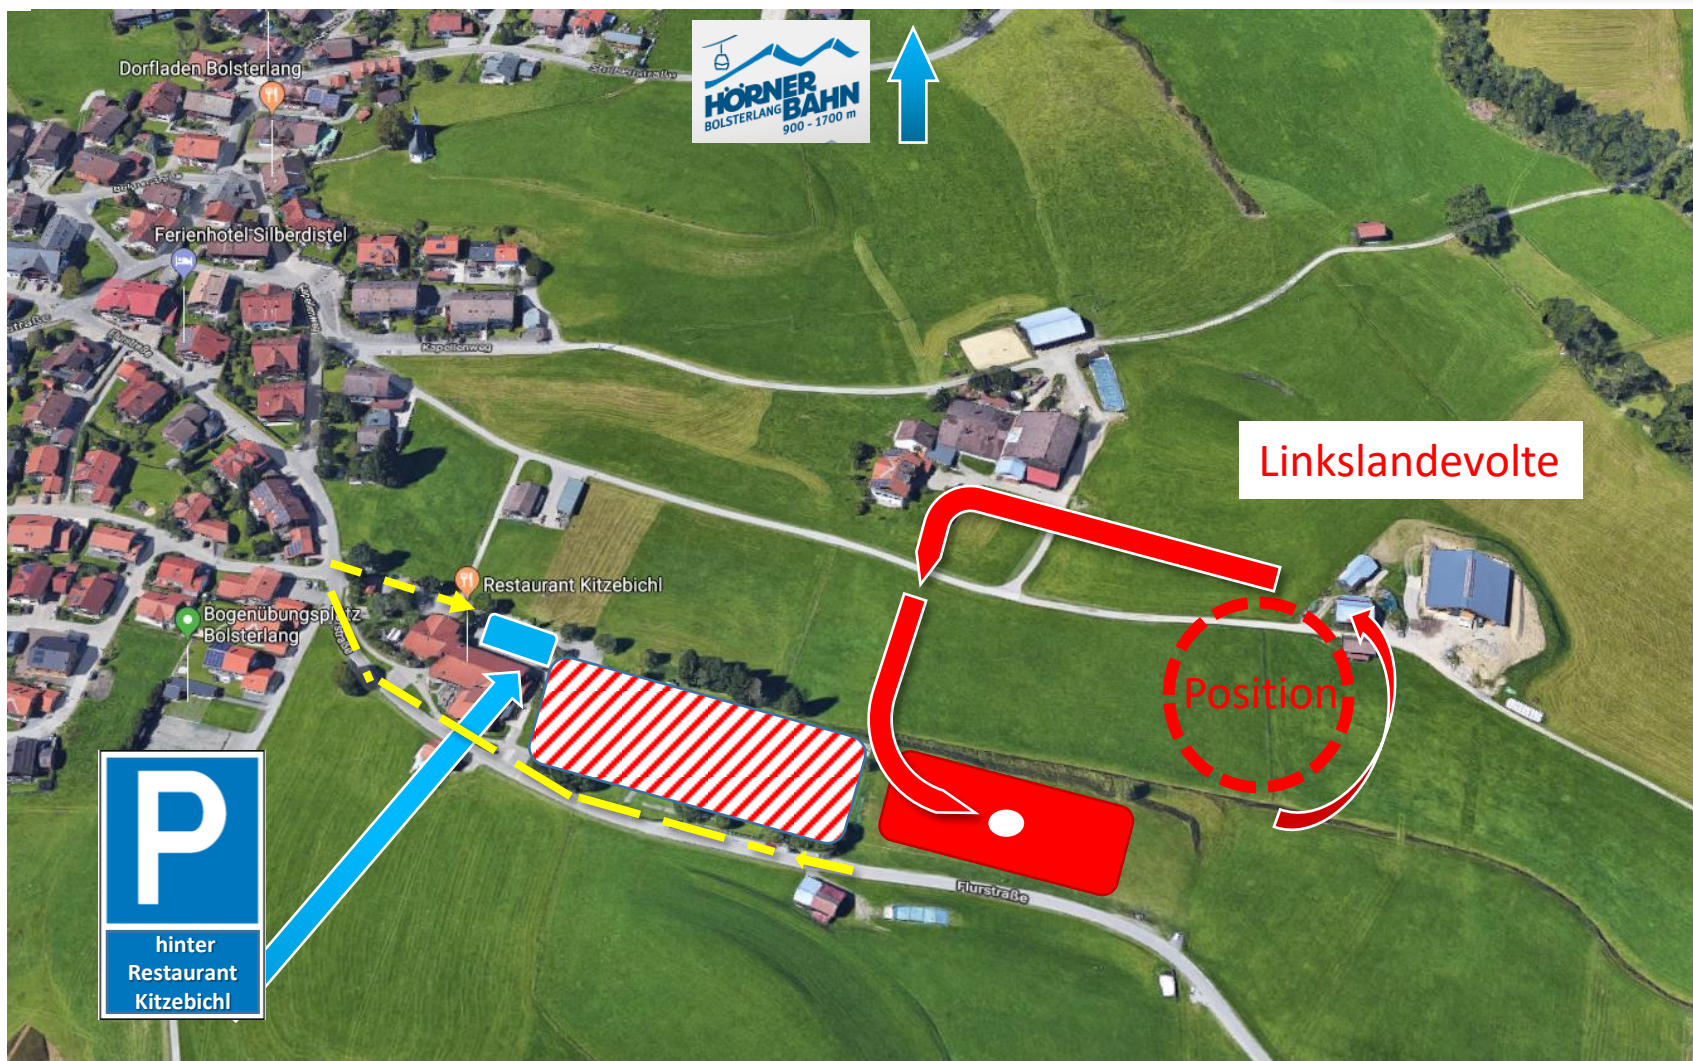 Dorfladen Bolsterlang
HÖRNER
BAHN
BOLSTERLANG
900 - 1700 m
Ferienhotel Silberdistel
Kapellenweg
Linkslandevolte
Restaurant Kitzebichl
Bogenübungsplatz
Bolsterlang
Position
Flurstraße
P
hinter
Restaurant
Kitzebichl